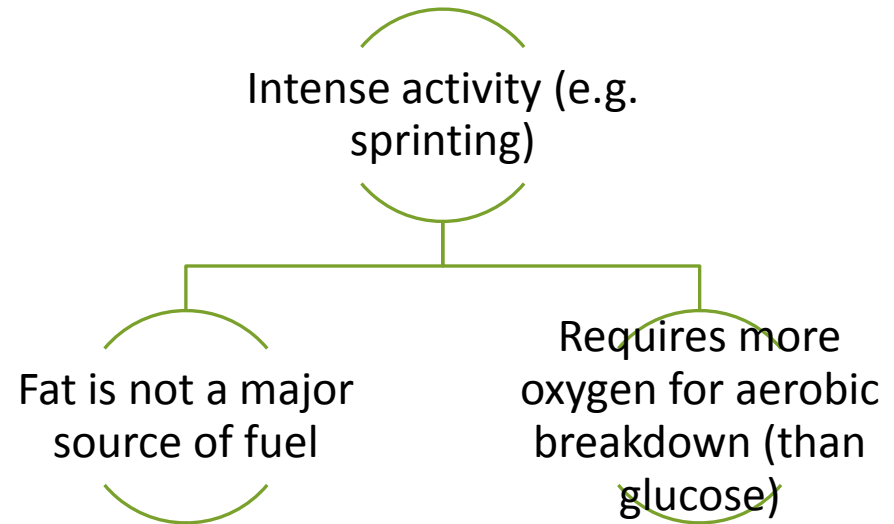 Intense activity (e.g.
sprinting)
Fat is not a major
source of fuel
Requires more
oxygen for aerobic
breakdown (than
glucose)